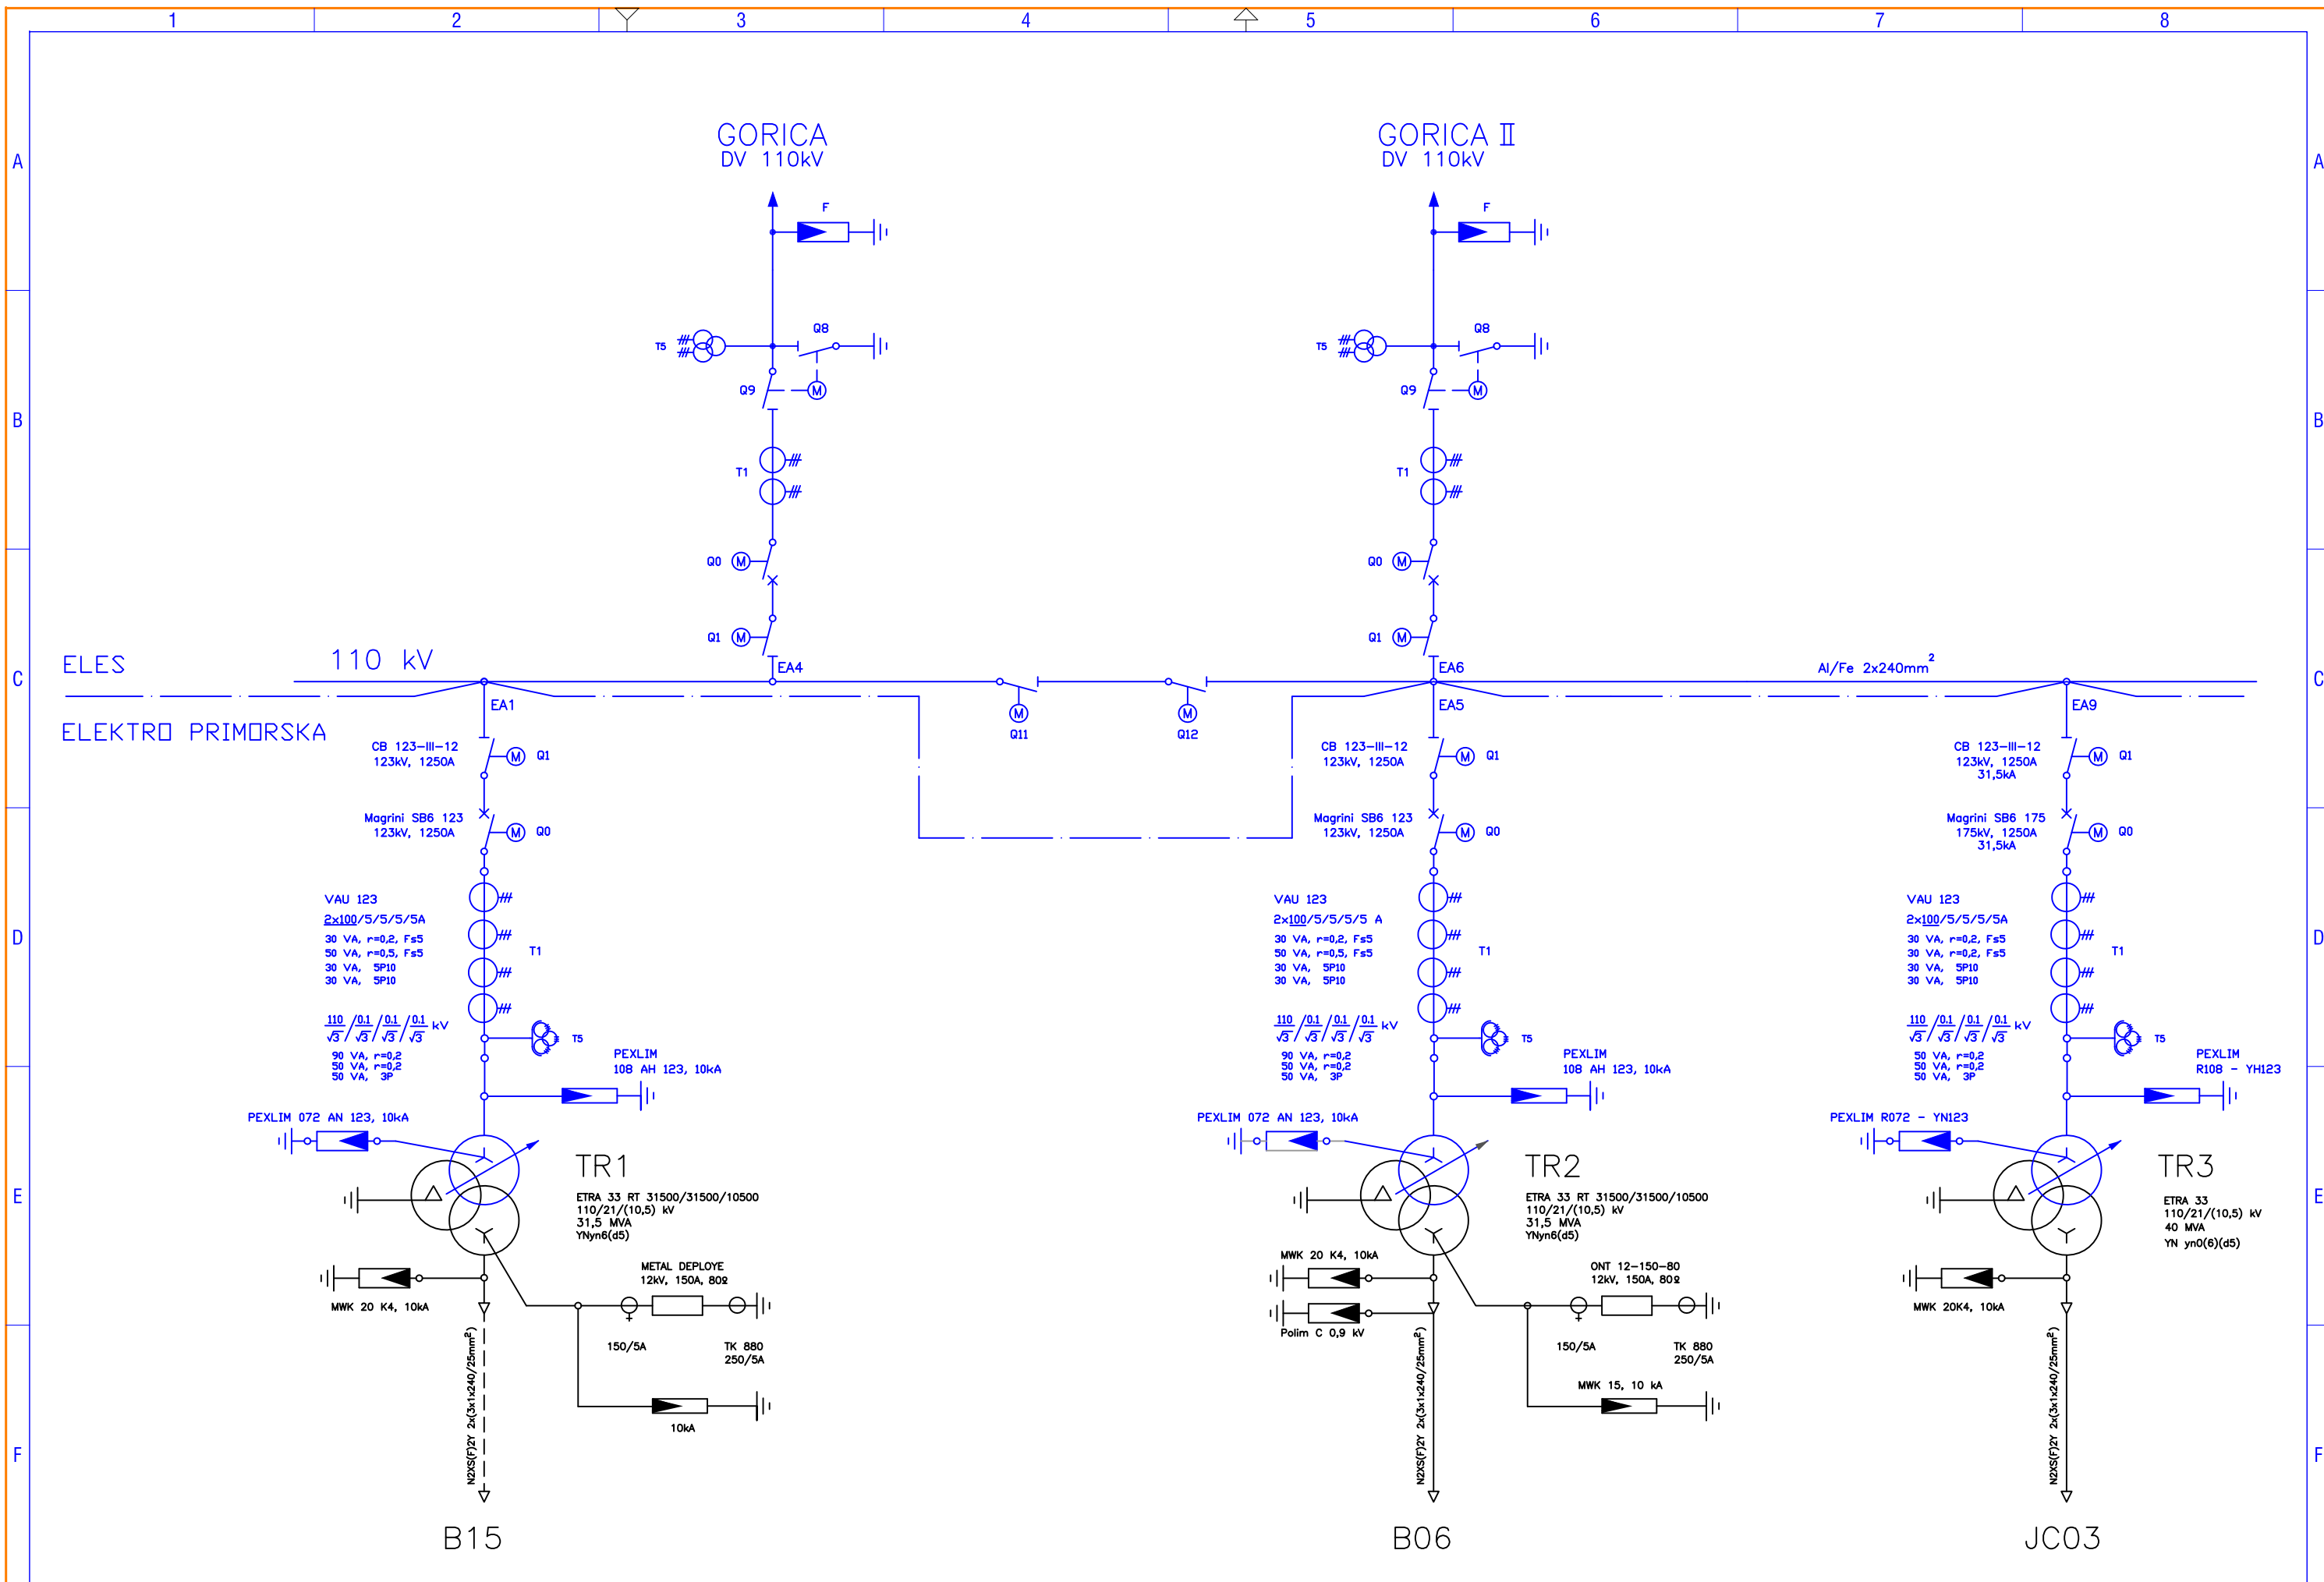 1 2 3 4 5 6 7 8
GORICA
DV 110kV
GORICA II
DV 110kV
A
A
F
F
T5
Q8
T5
Q8
Q9
M
Q9
M
B
B
T1
T1
Q0 M
Q0 M
Q1 M
Q1 M
ELES
110 kV
EA4
EA6
Al/Fe 2x240mm²
C
C
ELEKTRO PRIMORSKA
EA1
M
Q11
M
Q12
EA5
EA9
CB 123-III-12
123kV, 1250A
M Q1
CB 123-III-12
123kV, 1250A
M Q1
CB 123-III-12
123kV, 1250A
31,5kA
M Q1
Magrini SB6 123
123kV, 1250A
M Q0
Magrini SB6 123
123kV, 1250A
M Q0
Magrini SB6 175
175kV, 1250A
31,5kA
M Q0
D
D
VAU 123
2x100/5/5/5/5A
30 VA, r=0,2, Fs5
50 VA, r=0,5, Fs5
30 VA, 5P10
30 VA, 5P10
T1
VAU 123
2x100/5/5/5/5 A
30 VA, r=0,2, Fs5
50 VA, r=0,5, Fs5
30 VA, 5P10
30 VA, 5P10
T1
VAU 123
2x100/5/5/5/5A
30 VA, r=0,2, Fs5
30 VA, r=0,2, Fs5
30 VA, 5P10
30 VA, 5P10
T1
110/√3 / 0.1/√3 / 0.1/√3 / 0.1/√3 kV
90 VA, r=0,2
50 VA, r=0,2
50 VA, 3P
T5
110/√3 / 0.1/√3 / 0.1/√3 / 0.1/√3 kV
90 VA, r=0,2
50 VA, r=0,2
50 VA, 3P
T5
110/√3 / 0.1/√3 / 0.1/√3 / 0.1/√3 kV
50 VA, r=0,2
50 VA, r=0,2
50 VA, 3P
T5
PEXLIM
108 AH 123, 10kA
PEXLIM
108 AH 123, 10kA
PEXLIM
R108 - YH123
PEXLIM 072 AN 123, 10kA
PEXLIM 072 AN 123, 10kA
PEXLIM R072 - YN123
E
E
TR1
ETRA 33 RT 31500/31500/10500
110/21/(10,5) kV
31,5 MVA
YNyn6(d5)
TR2
ETRA 33 RT 31500/31500/10500
110/21/(10,5) kV
31,5 MVA
YNyn6(d5)
TR3
ETRA 33
110/21/(10,5) kV
40 MVA
YN yn0(6)(d5)
MWK 20 K4, 10kA
METAL DEPLOYE
12kV, 150A, 80Ω
MWK 20 K4, 10kA
Polim C 0,9 kV
ONT 12-150-80
12kV, 150A, 80Ω
MWK 20K4, 10kA
150/5A
TK 880
250/5A
150/5A
TK 880
250/5A
10kA
MWK 15, 10 kA
N2XS(F)2Y 2x(3x1x240/25mm²)
N2XS(F)2Y 2x(3x1x240/25mm²)
N2XS(F)2Y 2x(3x1x240/25mm²)
F
F
B15
B06
JC03